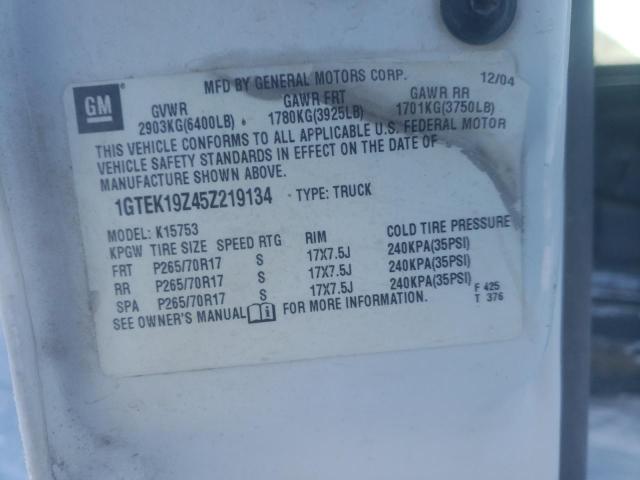 MFD BY GENERAL MOTORS CORP. 12/04
GM
GVWR GAWR FRT GAWR RR
2903KG(6400LB) 1780KG(3925LB) 1701KG(3750LB)
THIS VEHICLE CONFORMS TO ALL APPLICABLE U.S. FEDERAL MOTOR
VEHICLE SAFETY STANDARDS IN EFFECT ON THE DATE OF
MANUFACTURE SHOWN ABOVE.
1GTEK19Z45Z219134 TYPE: TRUCK
MODEL: K15753
KPGW TIRE SIZE SPEED RTG RIM COLD TIRE PRESSURE
FRT P265/70R17 S 17X7.5J 240KPA(35PSI)
RR P265/70R17 S 17X7.5J 240KPA(35PSI)
SPA P265/70R17 S 17X7.5J 240KPA(35PSI)
SEE OWNER'S MANUAL FOR MORE INFORMATION.
F 425
T 376